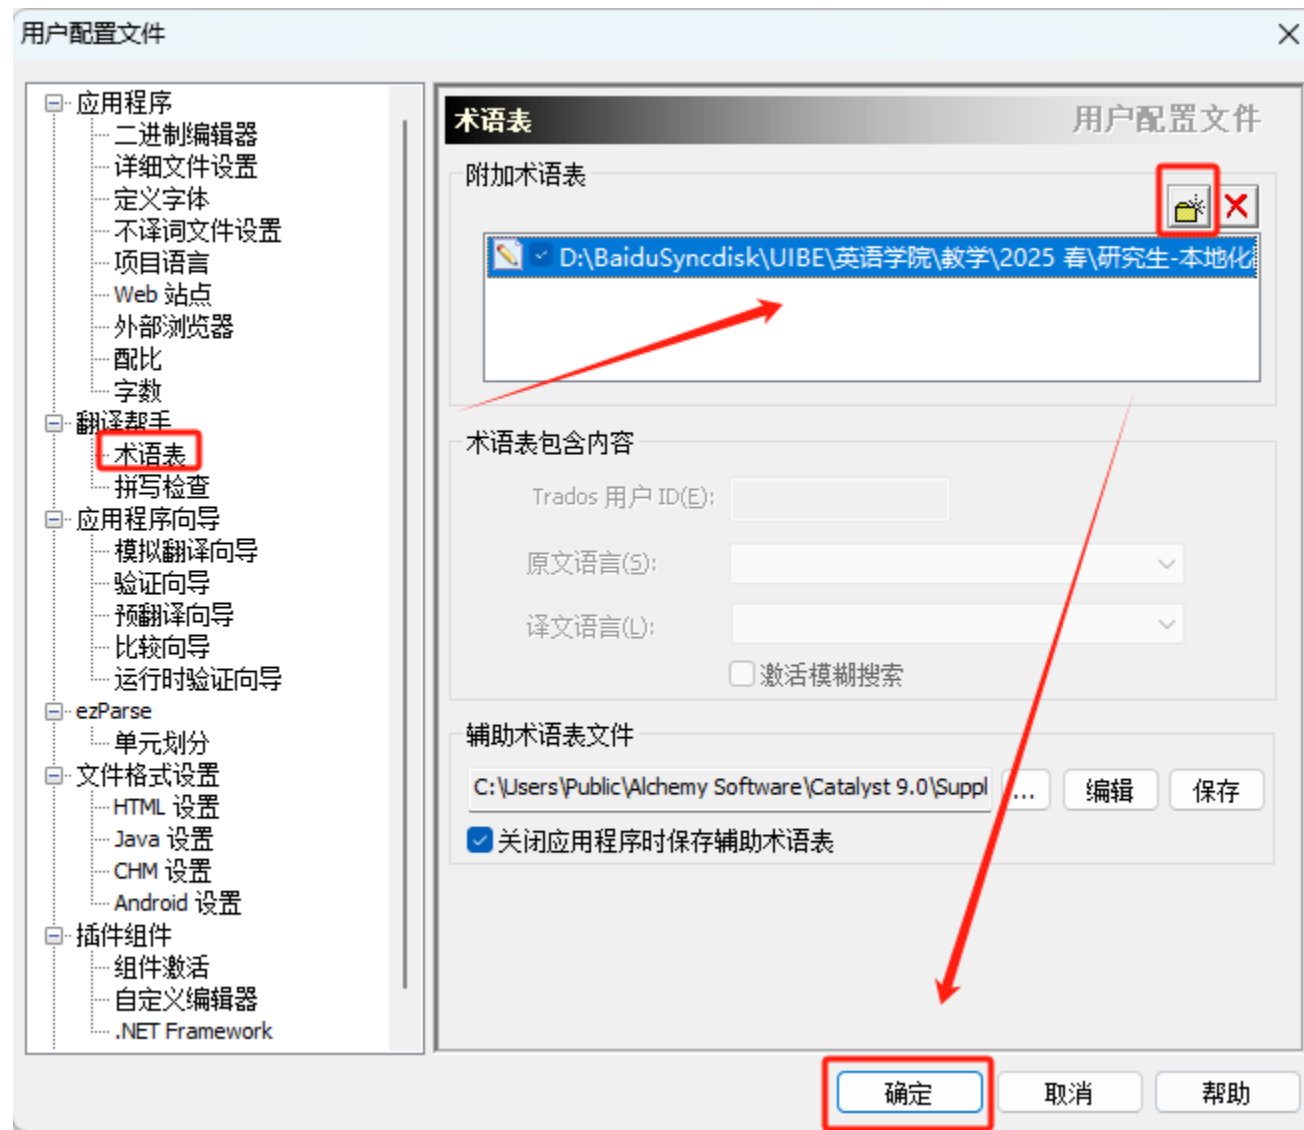 用户配置文件
应用程序
二进制编辑器
详细文件设置
定义字体
不译词文件设置
项目语言
Web 站点
外部浏览器
配比
字数
翻译帮手
术语表
拼写检查
应用程序向导
模拟翻译向导
验证向导
预翻译向导
比较向导
运行时验证向导
ezParse
单元划分
文件格式设置
HTML 设置
Java 设置
CHM 设置
Android 设置
插件组件
组件激活
自定义编辑器
.NET Framework
术语表 用户配置文件
附加术语表
D:\BaiduSyncdisk\UIBE\英语学院\教学\2025 春\研究生-本地化
术语表包含内容
Trados 用户 ID(E):
原文语言(S):
译文语言(L):
激活模糊搜索
辅助术语表文件
C:\Users\Public\Alchemy Software\Catalyst 9.0\Suppl ... 编辑 保存
关闭应用程序时保存辅助术语表
确定 取消 帮助